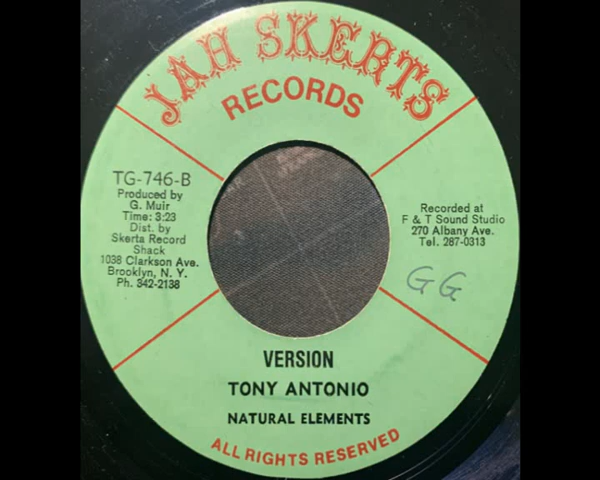 JAH SKERTS
RECORDS
TG-746-B
Produced by
G. Muir
Time: 3:23
Dist. by
Skerta Record
Shack
1038 Clarkson Ave.
Brooklyn, N. Y.
Ph. 342-2138
Recorded at
F & T Sound Studio
270 Albany Ave.
Tel. 287-0313
GG
VERSION
TONY ANTONIO
NATURAL ELEMENTS
ALL RIGHTS RESERVED